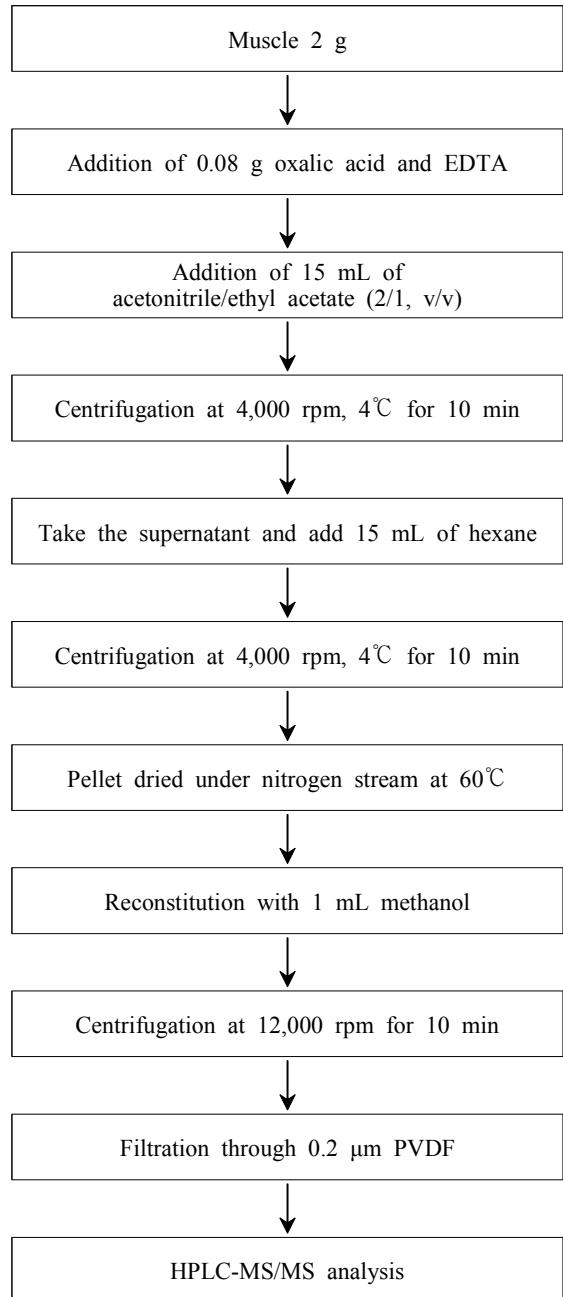 Muscle 2 g
Addition of 0.08 g oxalic acid and EDTA
Addition of 15 mL of
acetonitrile/ethyl acetate (2/1, v/v)
Centrifugation at 4,000 rpm, 4℃ for 10 min
Take the supernatant and add 15 mL of hexane
Centrifugation at 4,000 rpm, 4℃ for 10 min
Pellet dried under nitrogen stream at 60℃
Reconstitution with 1 mL methanol
Centrifugation at 12,000 rpm for 10 min
Filtration through 0.2 μm PVDF
HPLC-MS/MS analysis